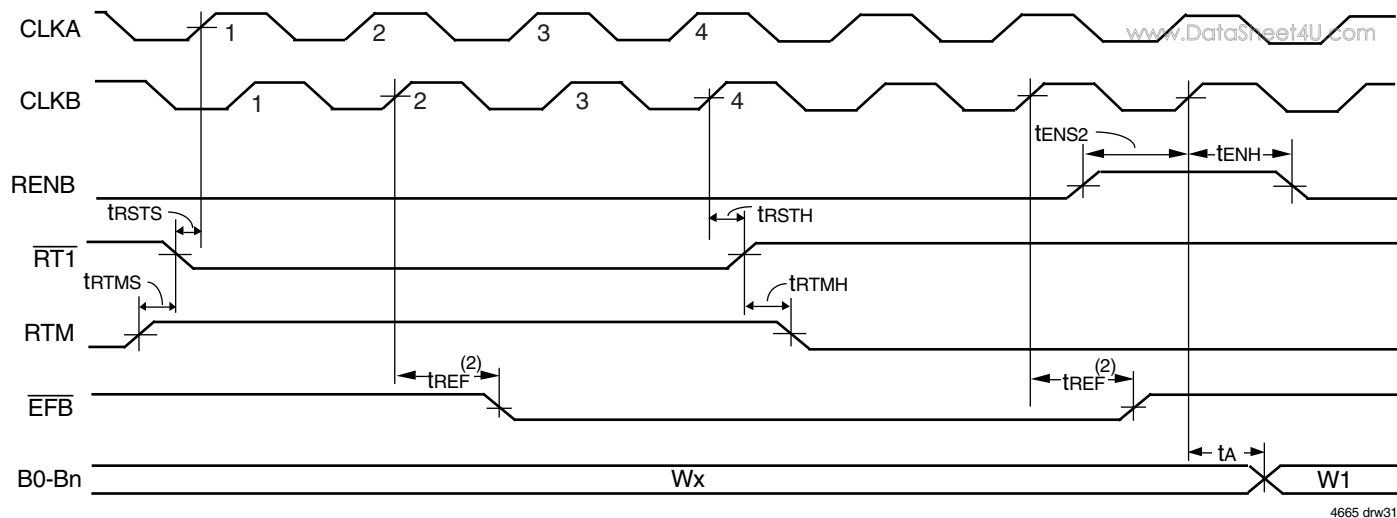 CLKA 1 2 3 4
www.DataSheet4U.com
CLKB 1 2 3 4
tENS2
tENH
RENB
tRSTS tRSTH
RT1
tRTMS tRTMH
RTM
tREF(2) tREF(2)
EFB
tA
B0-Bn Wx W1
4665 drw31